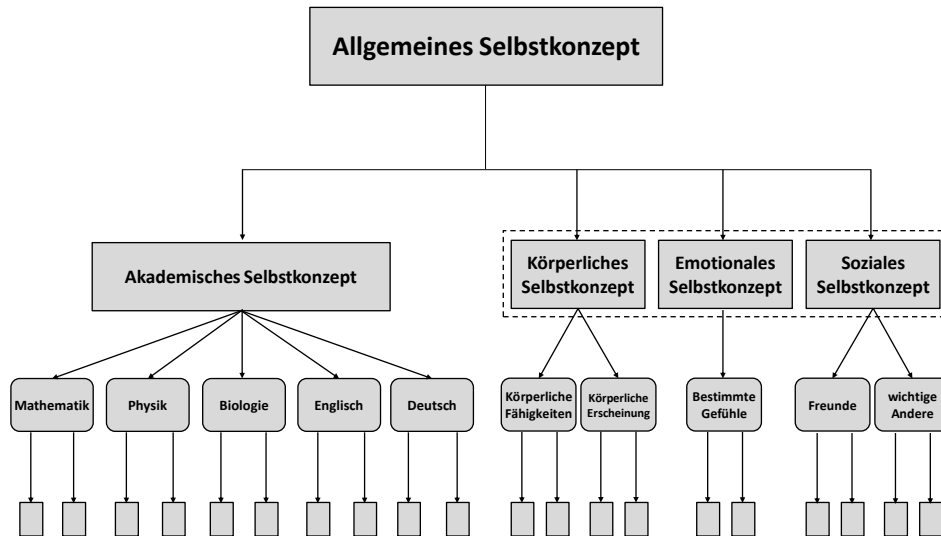 Allgemeines Selbstkonzept
Akademisches Selbstkonzept
Körperliches
Selbstkonzept
Emotionales
Selbstkonzept
Soziales
Selbstkonzept
Mathematik
Physik
Biologie
Englisch
Deutsch
Körperliche
Fähigkeiten
Körperliche
Erscheinung
Bestimmte
Gefühle
Freunde
wichtige
Andere